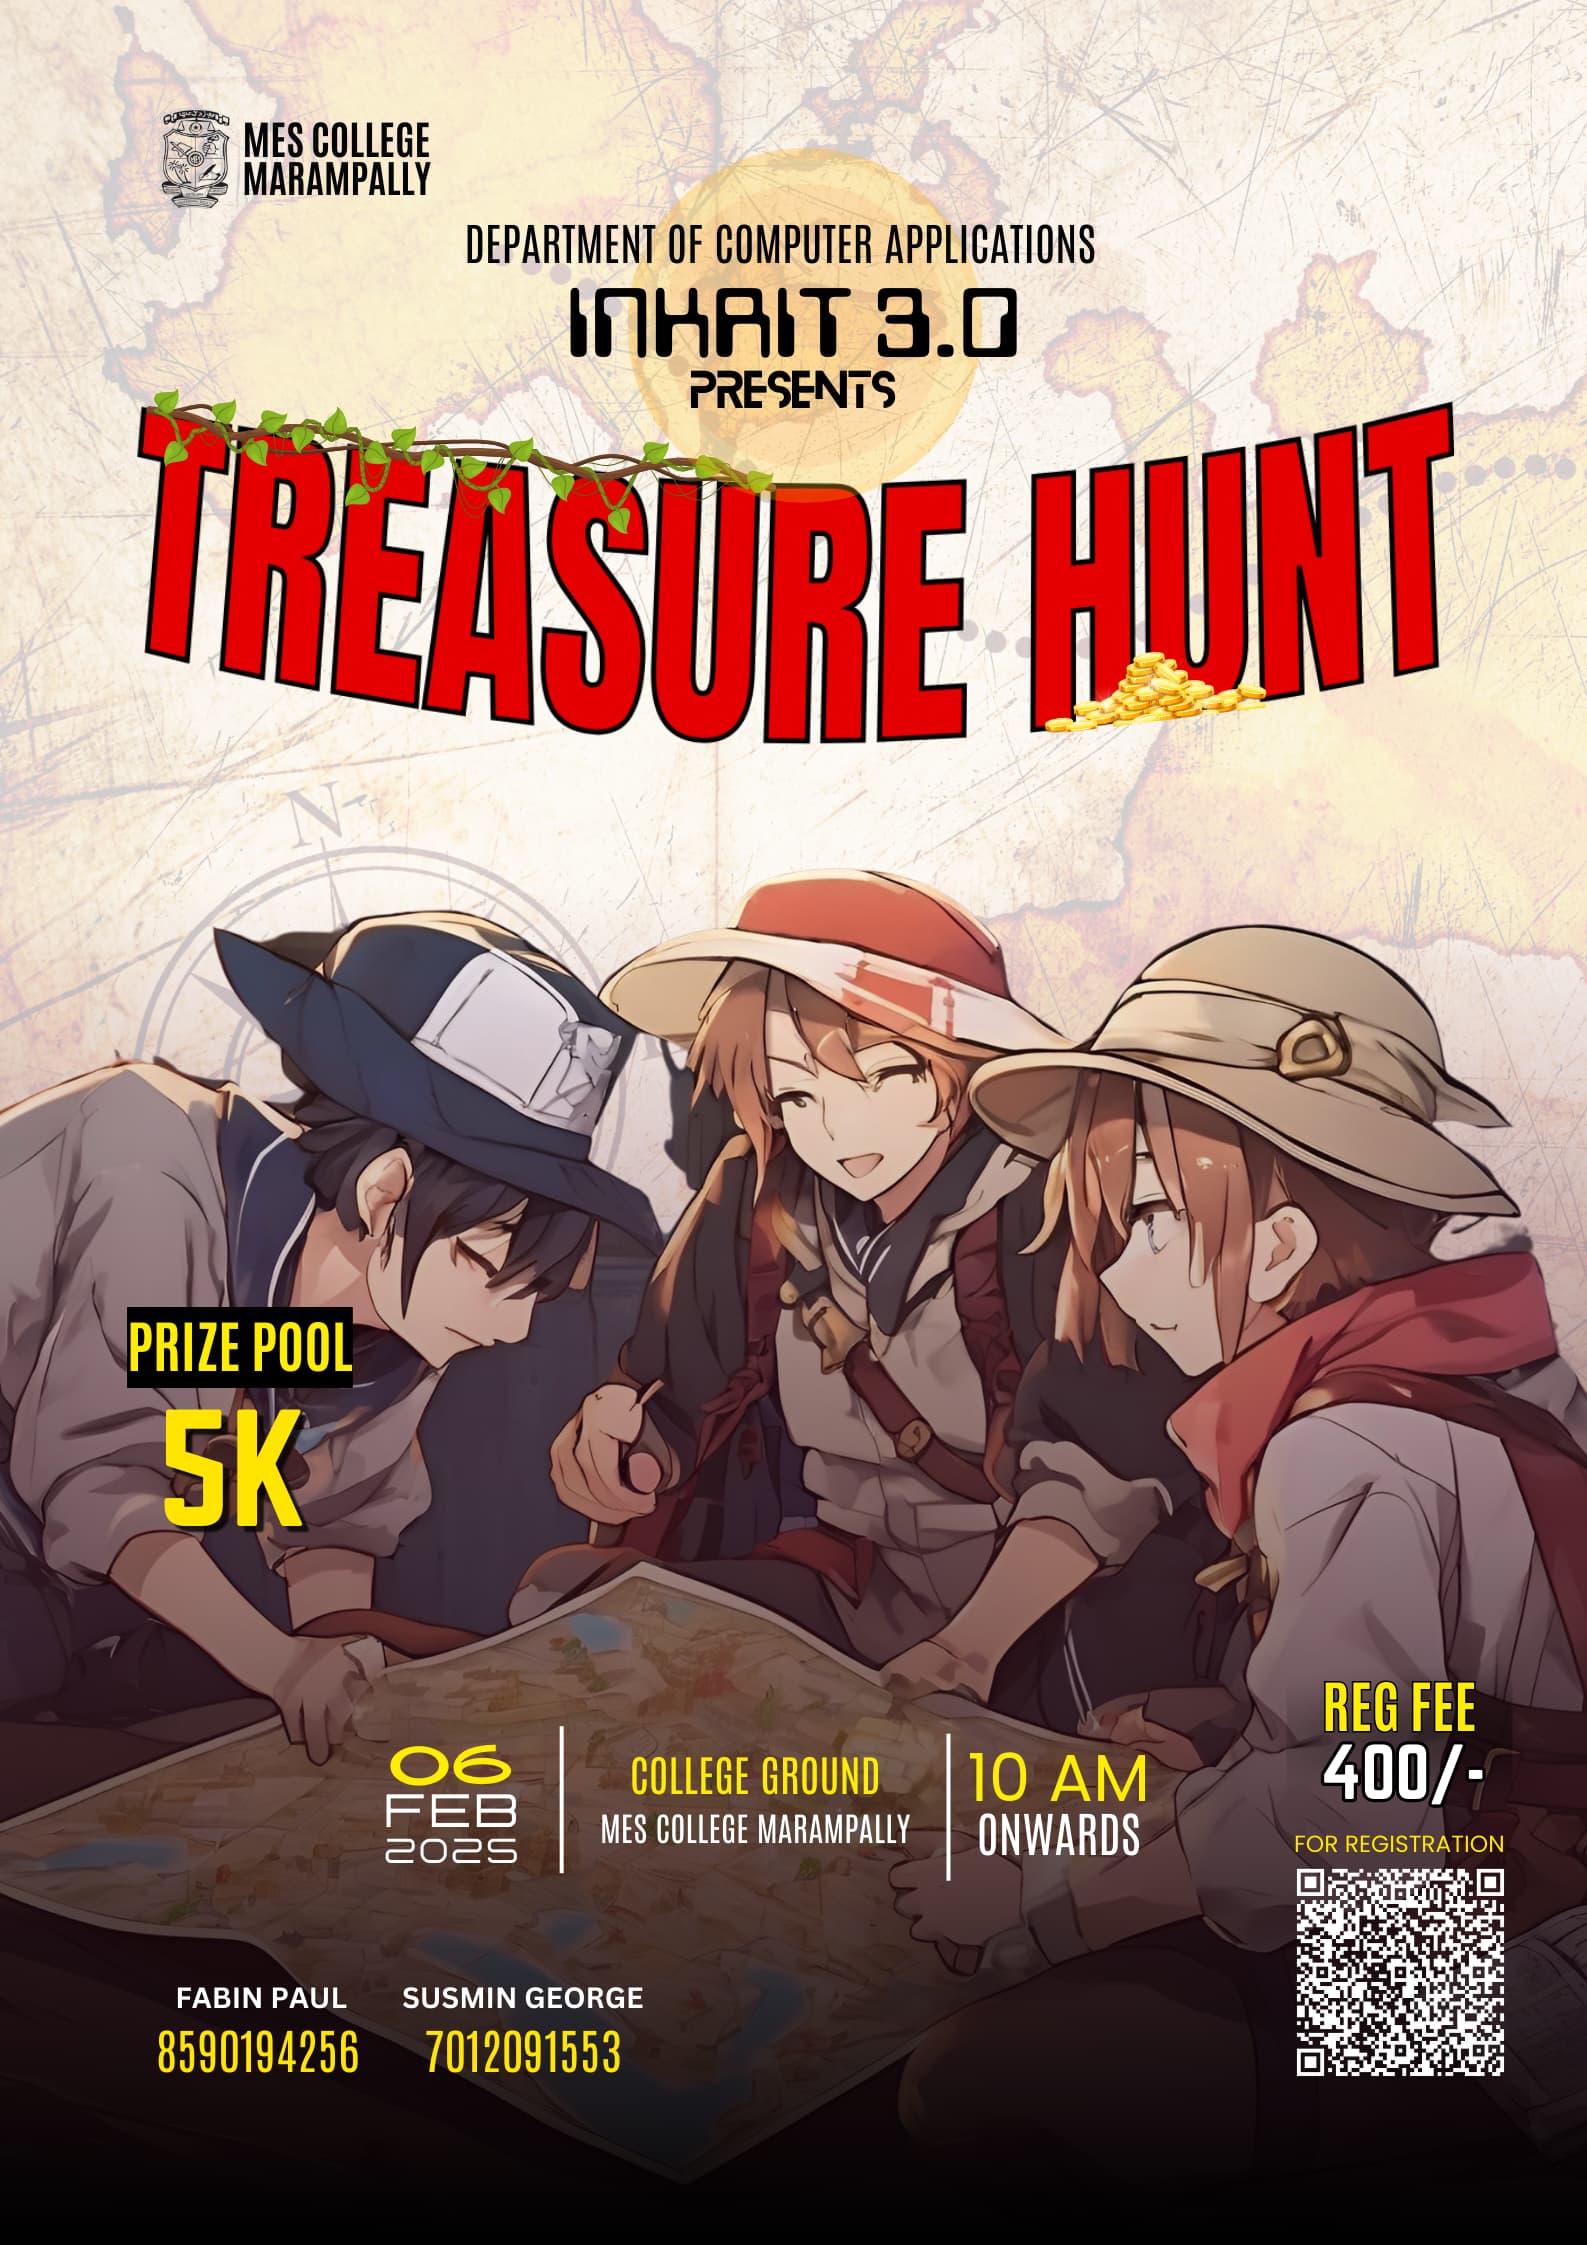 MES COLLEGE
MARAMPALLY
DEPARTMENT OF COMPUTER APPLICATIONS
INKRIT 3.0
PRESENTS
TREASURE HUNT
N
PRIZE POOL
5K
REG FEE
400/-
06
FEB
2025
COLLEGE GROUND
MES COLLEGE MARAMPALLY
10 AM
ONWARDS
FOR REGISTRATION
FABIN PAUL
8590194256
SUSMIN GEORGE
7012091553